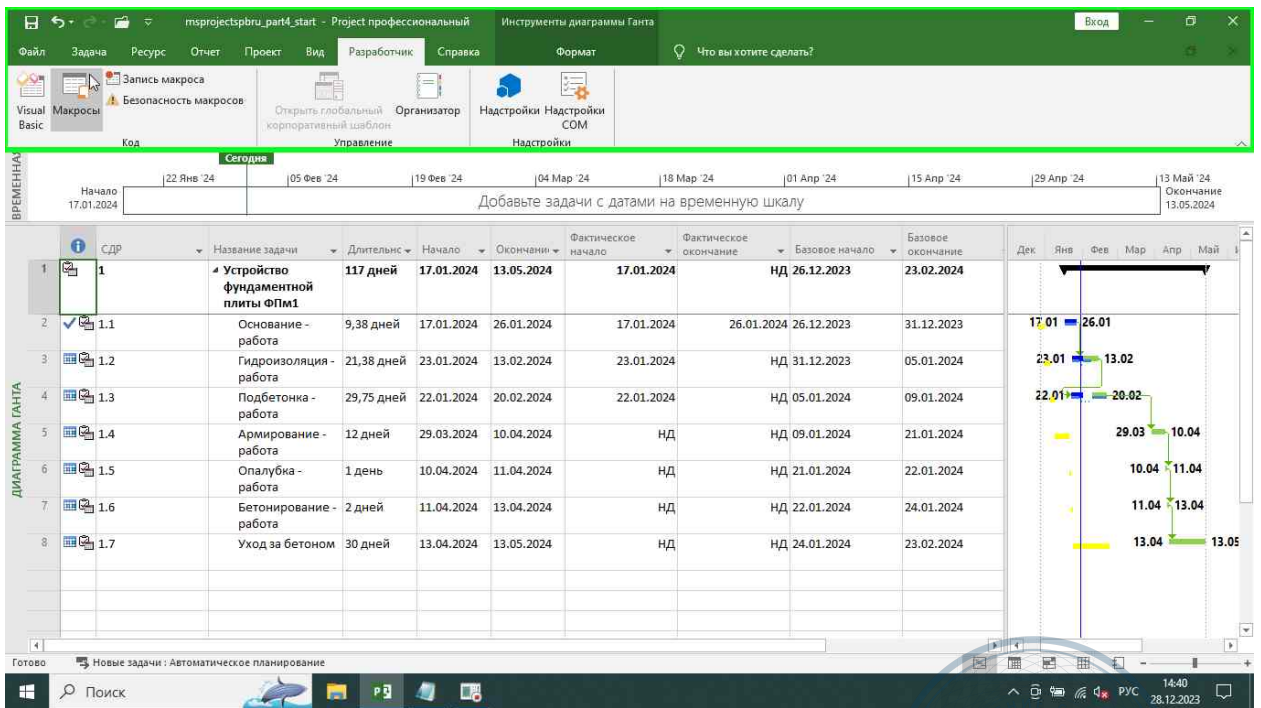 msprojectspbru_part4_start - Project профессиональный
Инструменты диаграммы Ганта
Вход
Файл Задача Ресурс Отчет Проект Вид Разработчик Справка Формат Что вы хотите сделать?
Visual Basic
Макросы
Запись макроса
Безопасность макросов
Открыть глобальный корпоративный шаблон
Организатор
Надстройки
Надстройки COM
Код Управление Надстройки
ВРЕМЕННАЯ
Сегодня
22 Янв '24 05 Фев '24 19 Фев '24 04 Мар '24 18 Мар '24 01 Апр '24 15 Апр '24 29 Апр '24 13 Май '24
Начало
17.01.2024
Добавьте задачи с датами на временную шкалу
Окончание
13.05.2024
ДИАГРАММА ГАНТА
СДР Название задачи Длительнс Начало Окончани Фактическое начало Фактическое окончание Базовое начало Базовое окончание Дек Янв Фев Мар Апр Май
1 1 Устройство фундаментной плиты ФПм1 117 дней 17.01.2024 13.05.2024 17.01.2024 НД 26.12.2023 23.02.2024
2 1.1 Основание - работа 9,38 дней 17.01.2024 26.01.2024 17.01.2024 26.01.2024 26.12.2023 31.12.2023 17.01 26.01
3 1.2 Гидроизоляция - работа 21,38 дней 23.01.2024 13.02.2024 23.01.2024 НД 31.12.2023 05.01.2024 23.01 13.02
4 1.3 Подбетонка - работа 29,75 дней 22.01.2024 20.02.2024 22.01.2024 НД 05.01.2024 09.01.2024 22.01 20.02
5 1.4 Армирование - работа 12 дней 29.03.2024 10.04.2024 НД НД 09.01.2024 21.01.2024 29.03 10.04
6 1.5 Опалубка - работа 1 день 10.04.2024 11.04.2024 НД НД 21.01.2024 22.01.2024 10.04 11.04
7 1.6 Бетонирование - работа 2 дней 11.04.2024 13.04.2024 НД НД 22.01.2024 24.01.2024 11.04 13.04
8 1.7 Уход за бетоном 30 дней 13.04.2024 13.05.2024 НД НД 24.01.2024 23.02.2024 13.04 13.05
Готово Новые задачи : Автоматическое планирование
Поиск
РУС
14:40
28.12.2023